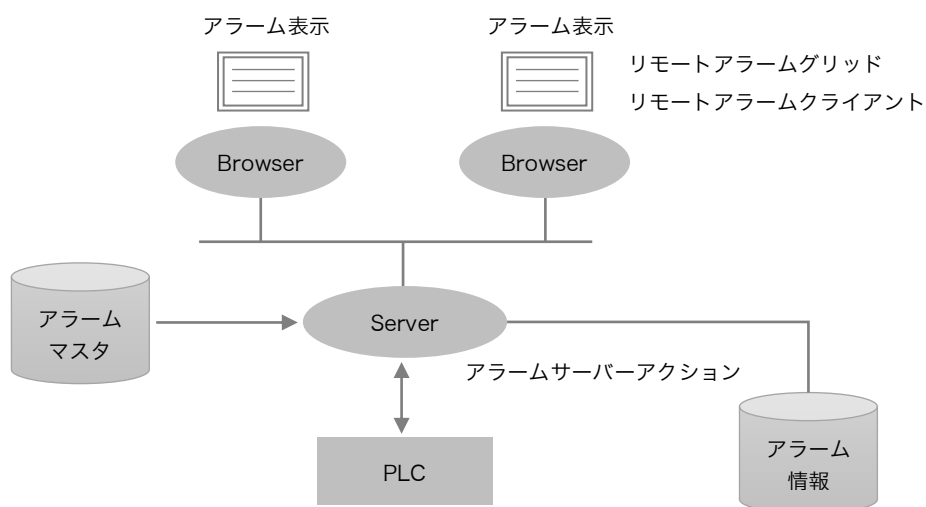 アラーム表示
アラーム表示
リモートアラームグリッド
リモートアラームクライアント
Browser
Browser
アラーム
マスタ
Server
アラームサーバーアクション
PLC
アラーム
情報